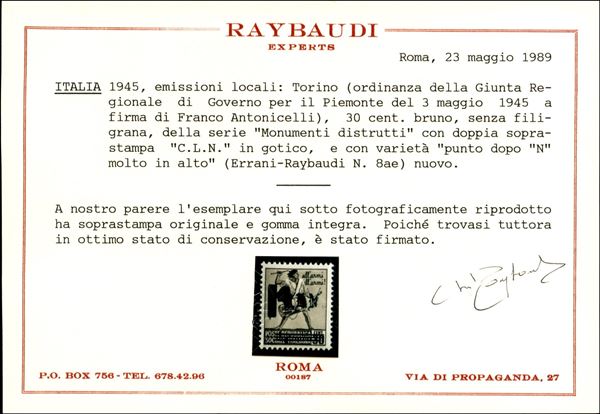 RAYBAUDI
EXPERTS
Roma, 23 maggio 1989
ITALIA 1945, emissioni locali: Torino (ordinanza della Giunta Re-
gionale di Governo per il Piemonte del 3 maggio 1945 a
firma di Franco Antonicelli), 30 cent. bruno, senza fili-
grana, della serie "Monumenti distrutti" con doppia sopra-
stampa "C.L.N." in gotico, e con varietà "punto dopo "N"
molto in alto" (Errani-Raybaudi N. 8ae) nuovo.
A nostro parere l'esemplare qui sotto fotograficamente riprodotto
ha soprastampa originale e gomma integra. Poiché trovasi tuttora
in ottimo stato di conservazione, è stato firmato.
all'armi
all'armi!
ROMA
00187
P.O. BOX 756 - TEL. 678.42.96
VIA DI PROPAGANDA, 27